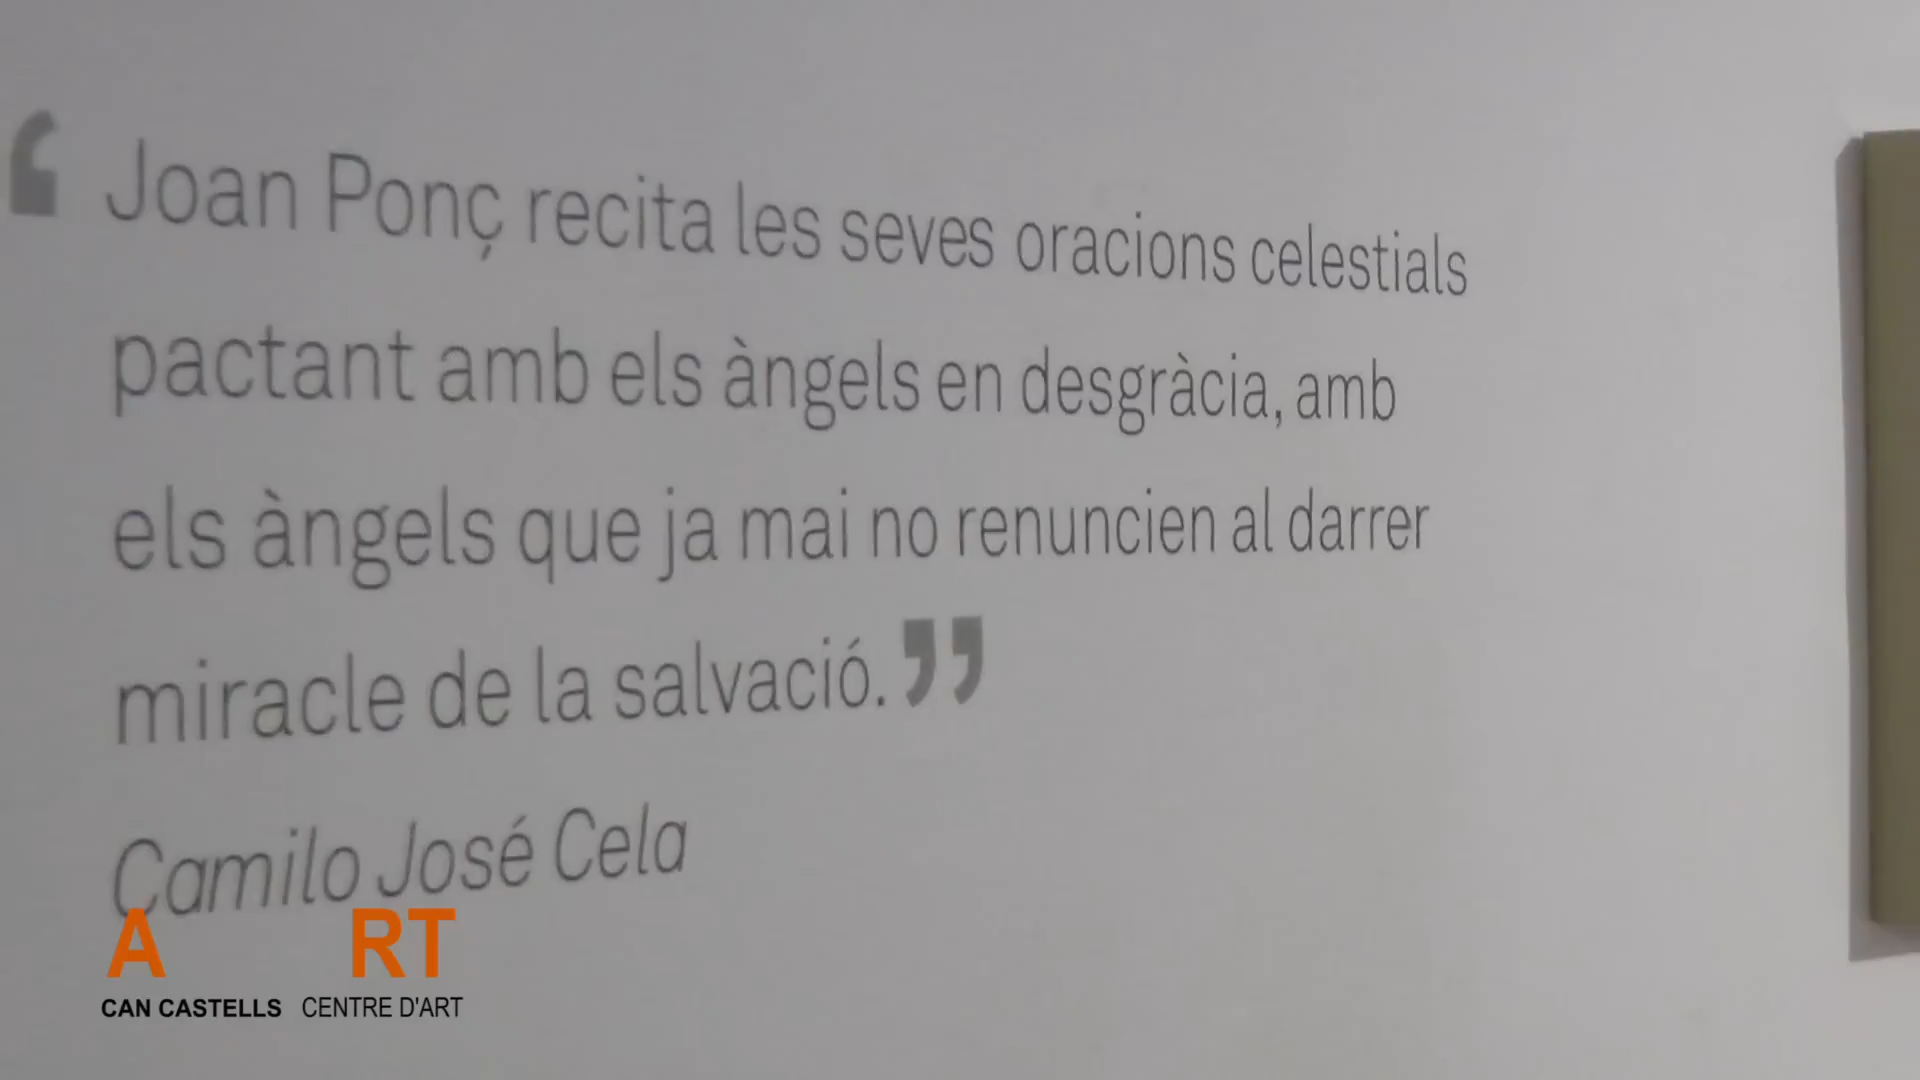 ‘ Joan Ponç recita les seves oracions celestials
pactant amb els àngels en desgràcia, amb
els àngels que ja mai no renuncien al darrer
miracle de la salvació.”
Camilo José Cela
A RT
CAN CASTELLS CENTRE D'ART